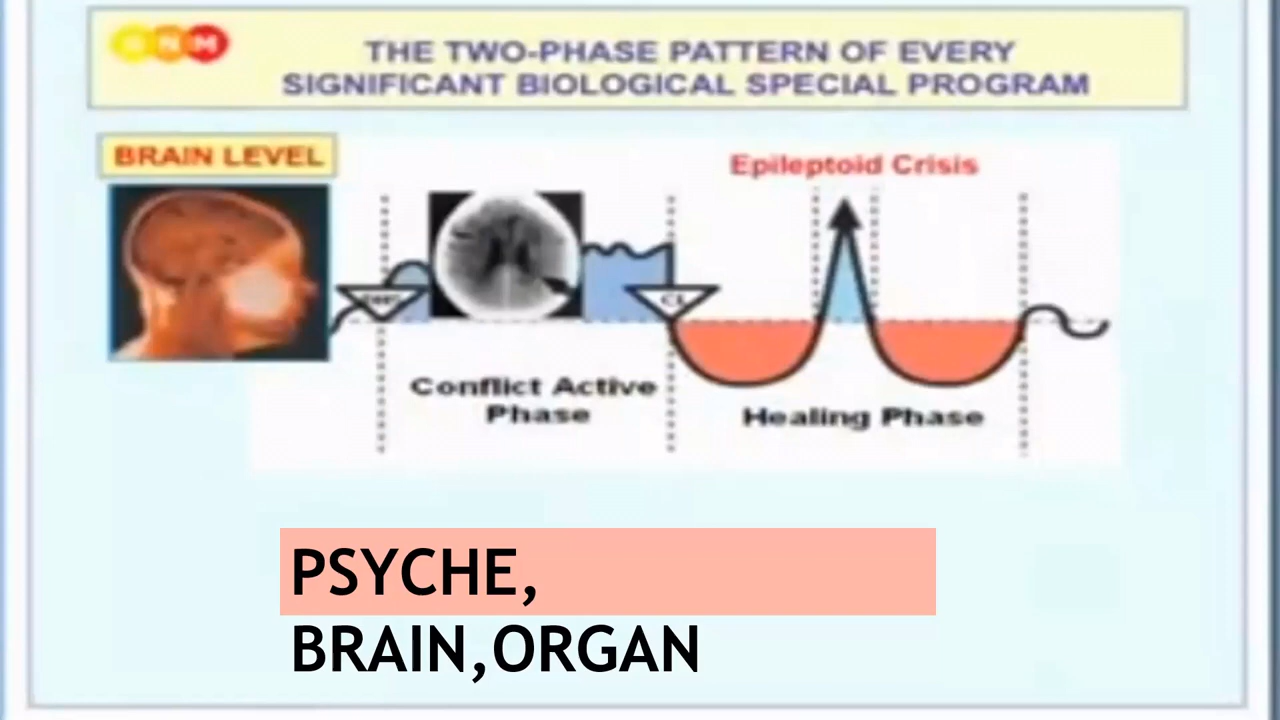 GNM
THE TWO-PHASE PATTERN OF EVERY
SIGNIFICANT BIOLOGICAL SPECIAL PROGRAM
BRAIN LEVEL
Epileptoid Crisis
CL
Conflict Active
Phase
Healing Phase
PSYCHE,
BRAIN,ORGAN